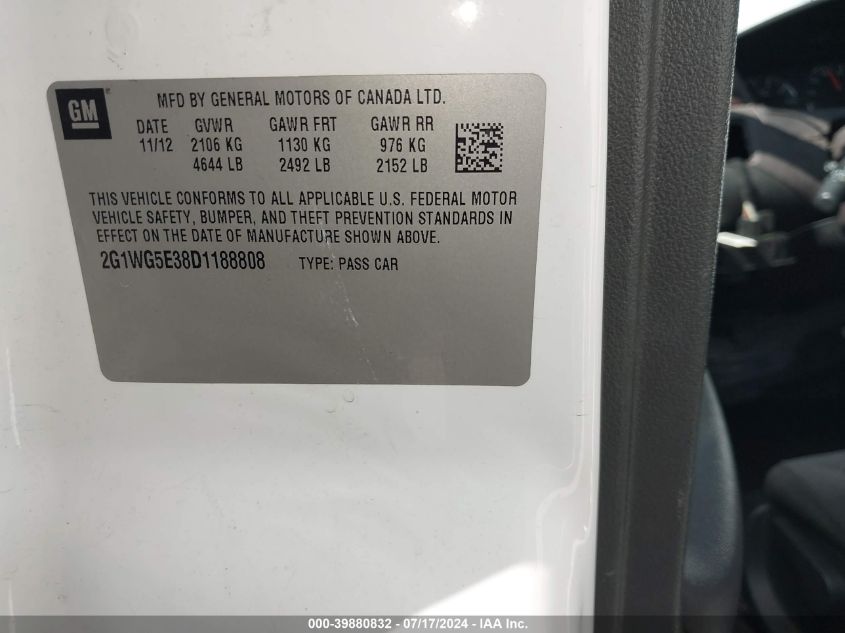 GM
MFD BY GENERAL MOTORS OF CANADA LTD.
DATE GVWR GAWR FRT GAWR RR
11/12 2106 KG 1130 KG 976 KG
4644 LB 2492 LB 2152 LB
THIS VEHICLE CONFORMS TO ALL APPLICABLE U.S. FEDERAL MOTOR
VEHICLE SAFETY, BUMPER, AND THEFT PREVENTION STANDARDS IN
EFFECT ON THE DATE OF MANUFACTURE SHOWN ABOVE.
2G1WG5E38D1188808 TYPE: PASS CAR
000-39880832 - 07/17/2024 - IAA Inc.